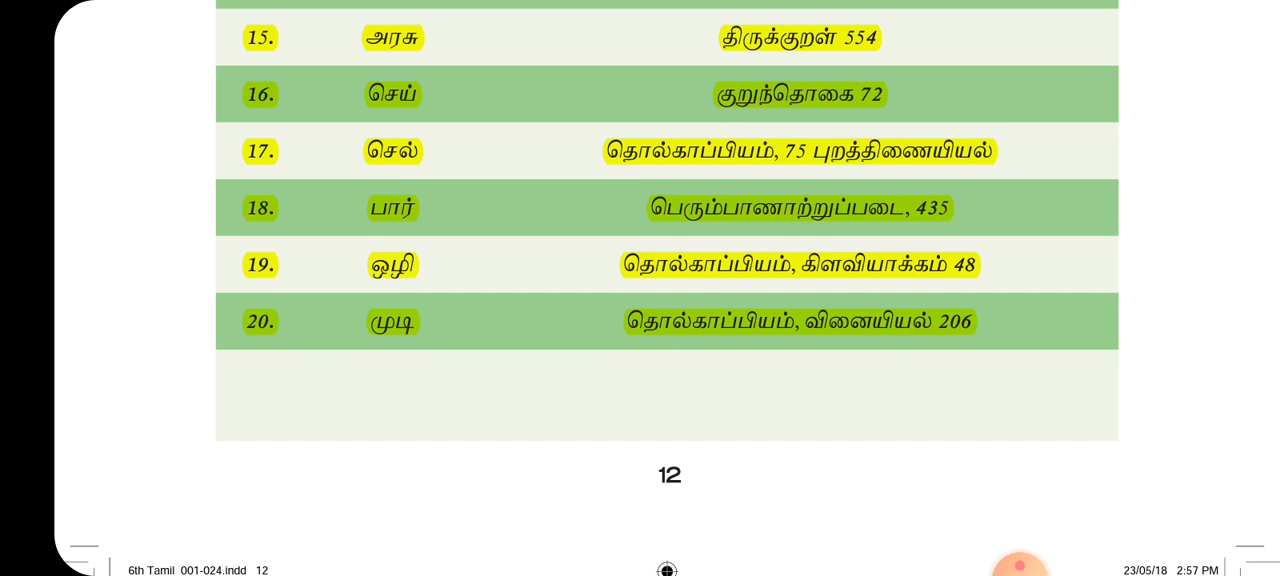 15. அரசு திருக்குறள் 554
16. செய் குறுந்தொகை 72
17. செல் தொல்காப்பியம், 75 புறத்திணையியல்
18. பார் பெரும்பாணாற்றுப்படை, 435
19. ஒழி தொல்காப்பியம், கிளவியாக்கம் 48
20. முடி தொல்காப்பியம், வினையியல் 206
12
6th Tamil 001-024.indd 12 23/05/18 2:57 PM